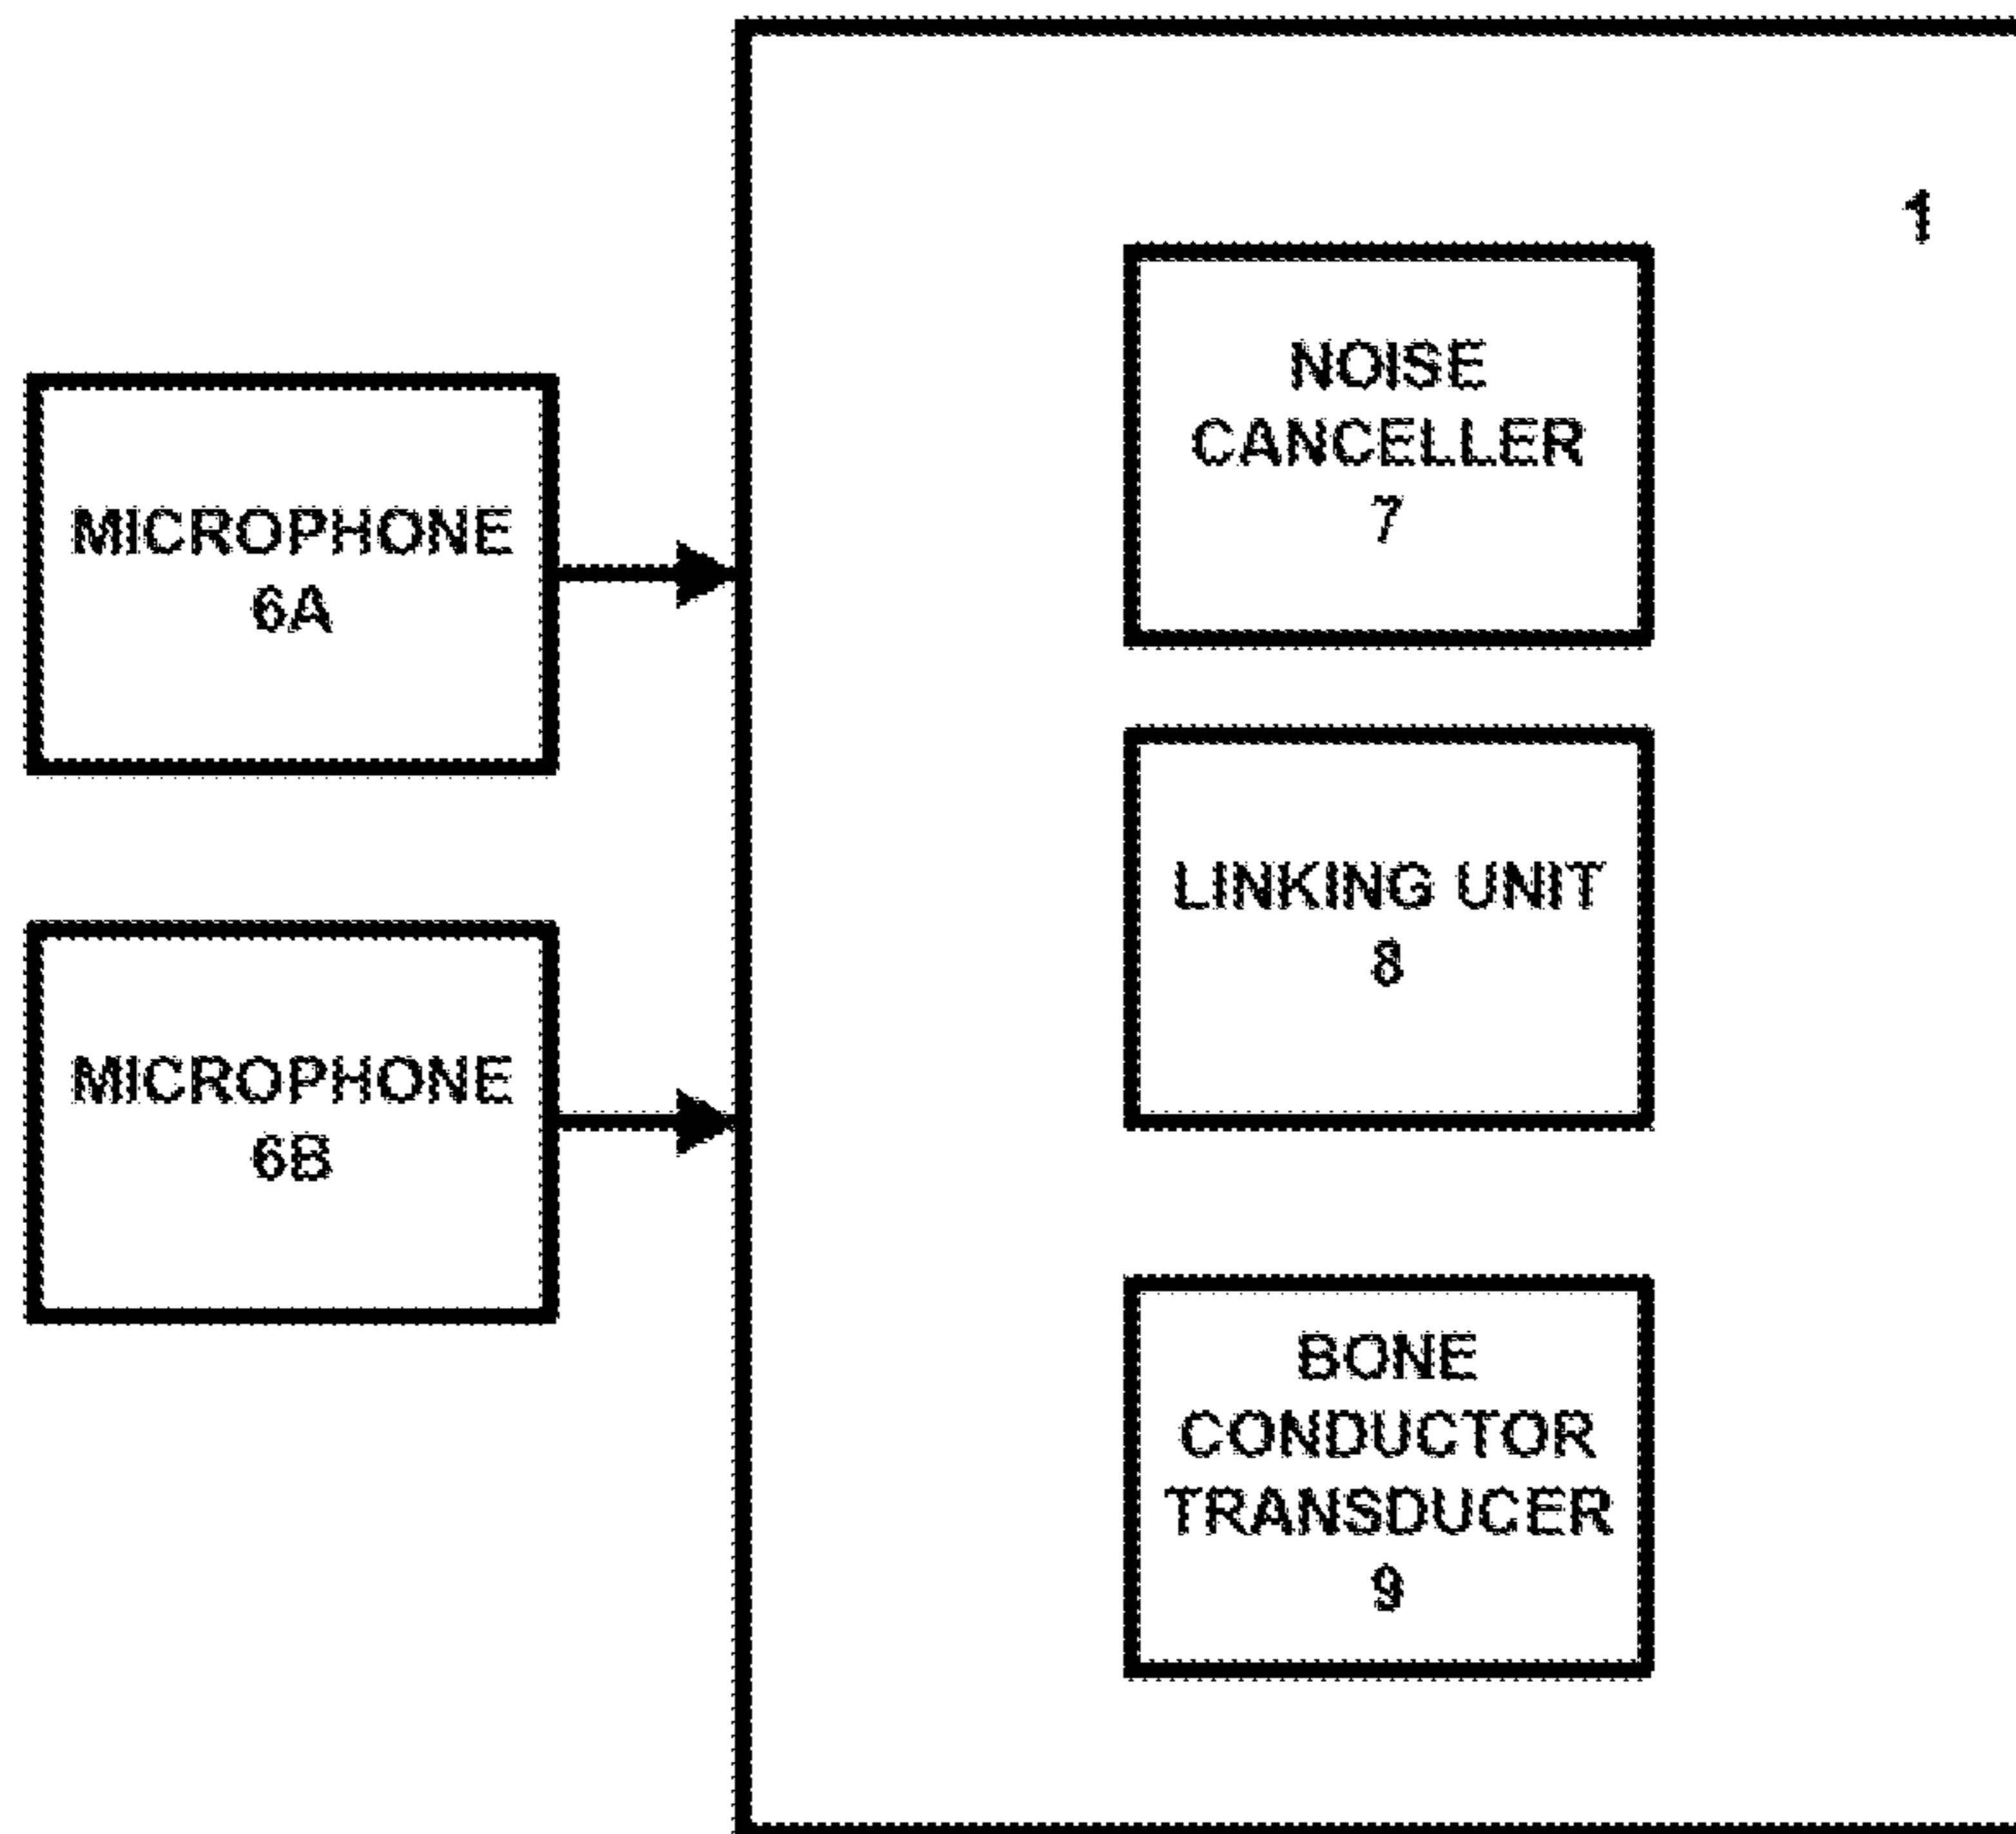 1
NOISE
CANCELLER
7
MICROPHONE
6A
LINKING UNIT
8
MICROPHONE
6B
BONE
CONDUCTOR
TRANSDUCER
9